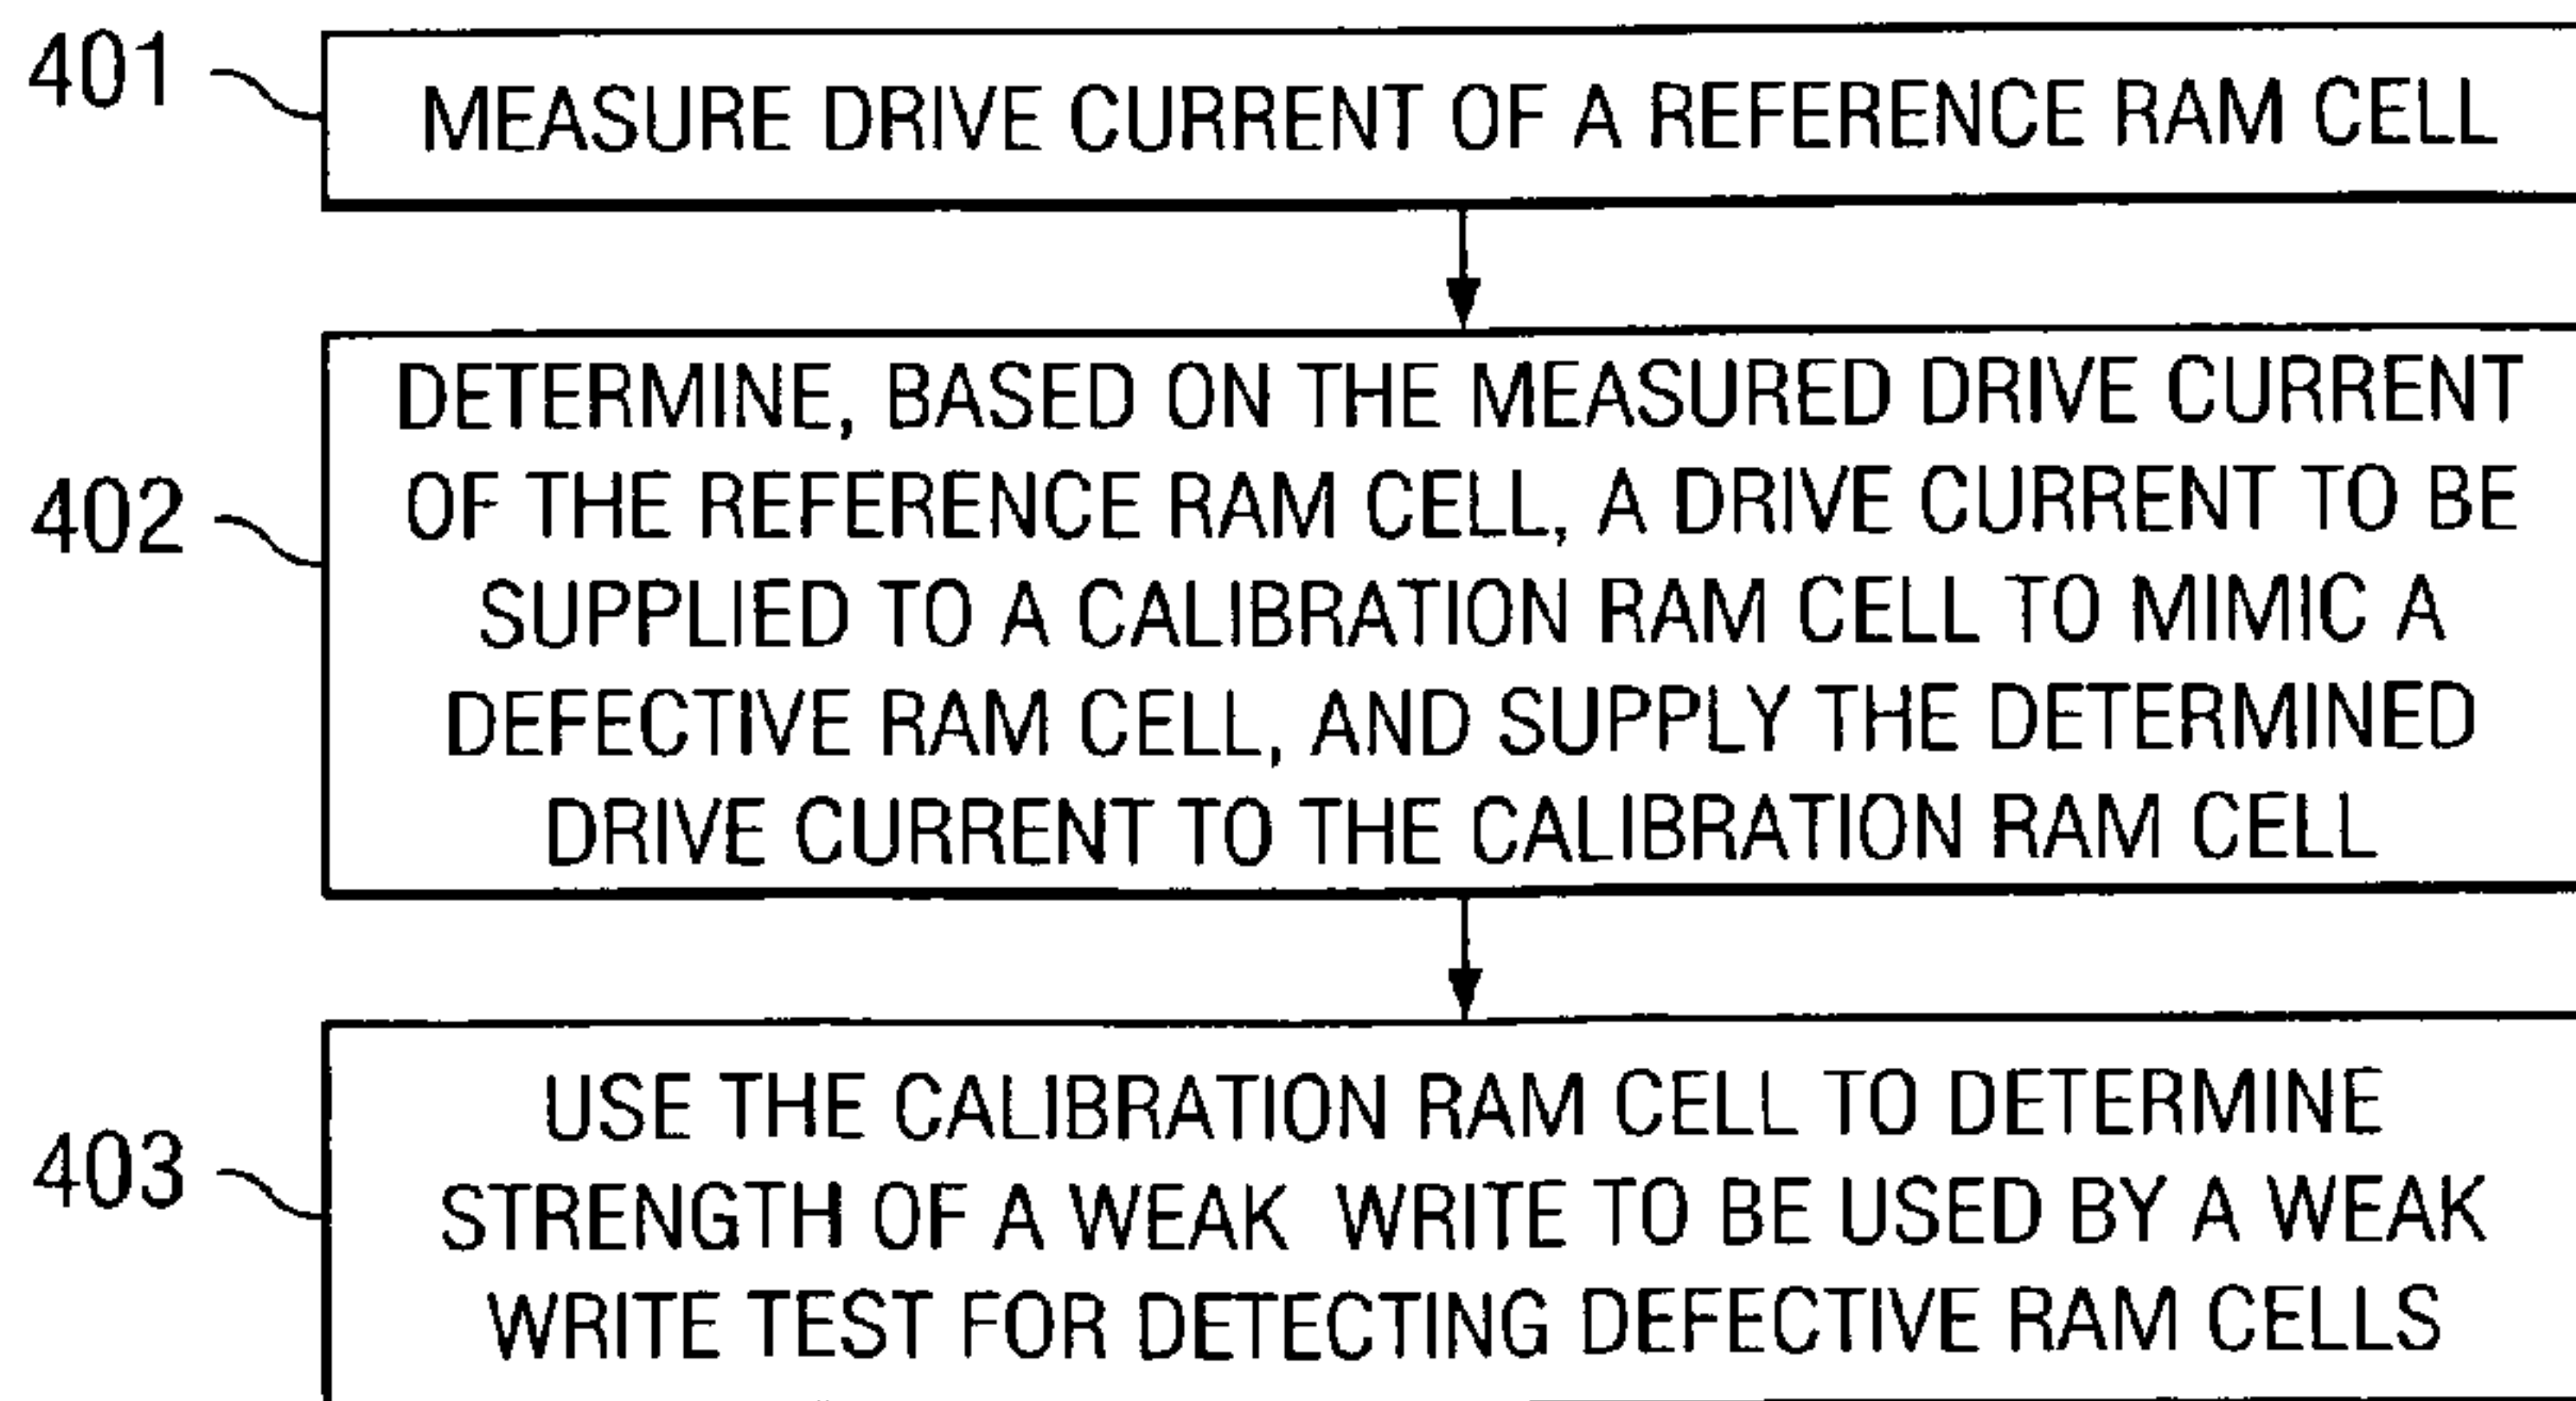 401
MEASURE DRIVE CURRENT OF A REFERENCE RAM CELL
402
DETERMINE, BASED ON THE MEASURED DRIVE CURRENT
OF THE REFERENCE RAM CELL, A DRIVE CURRENT TO BE
SUPPLIED TO A CALIBRATION RAM CELL TO MIMIC A
DEFECTIVE RAM CELL, AND SUPPLY THE DETERMINED
DRIVE CURRENT TO THE CALIBRATION RAM CELL
403
USE THE CALIBRATION RAM CELL TO DETERMINE
STRENGTH OF A WEAK WRITE TO BE USED BY A WEAK
WRITE TEST FOR DETECTING DEFECTIVE RAM CELLS